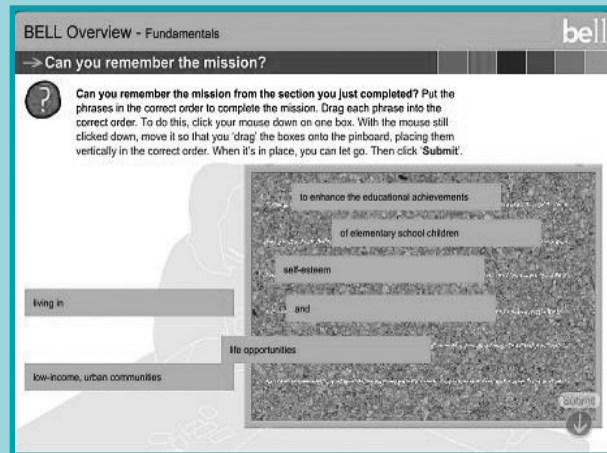 BELL Overview - Fundamentals
bell
Can you remember the mission?
?
Can you remember the mission from the section you just completed? Put the
phrases in the correct order to complete the mission. Drag each phrase into the
correct order. To do this, click your mouse down on one box. With the mouse still
clicked down, move it so that you 'drag' the boxes onto the pinboard, placing them
vertically in the correct order. When it's in place, you can let go. Then click 'Submit'.
to enhance the educational achievements
of elementary school children
self-esteem
living in
and
life opportunities
low-income, urban communities
Submit